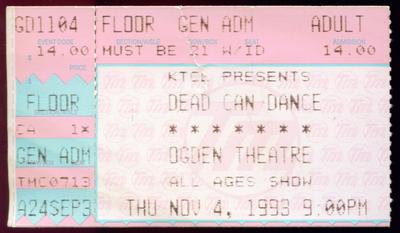 GD1104 FLOOR GEN ADM ADULT
EVENT CODE SECTION/AISLE ROW/BOX ADMISSION
$ 14.00 MUST BE 21 W/ID 14.00
PRICE
KTCL PRESENTS
FLOOR DEAD CAN DANCE
CA 1× * * * * * * *
GEN ADM OGDEN THEATRE
TMC0713 ALL AGES SHOW
A24SEP3 THU NOV 4, 1993 9:00PM